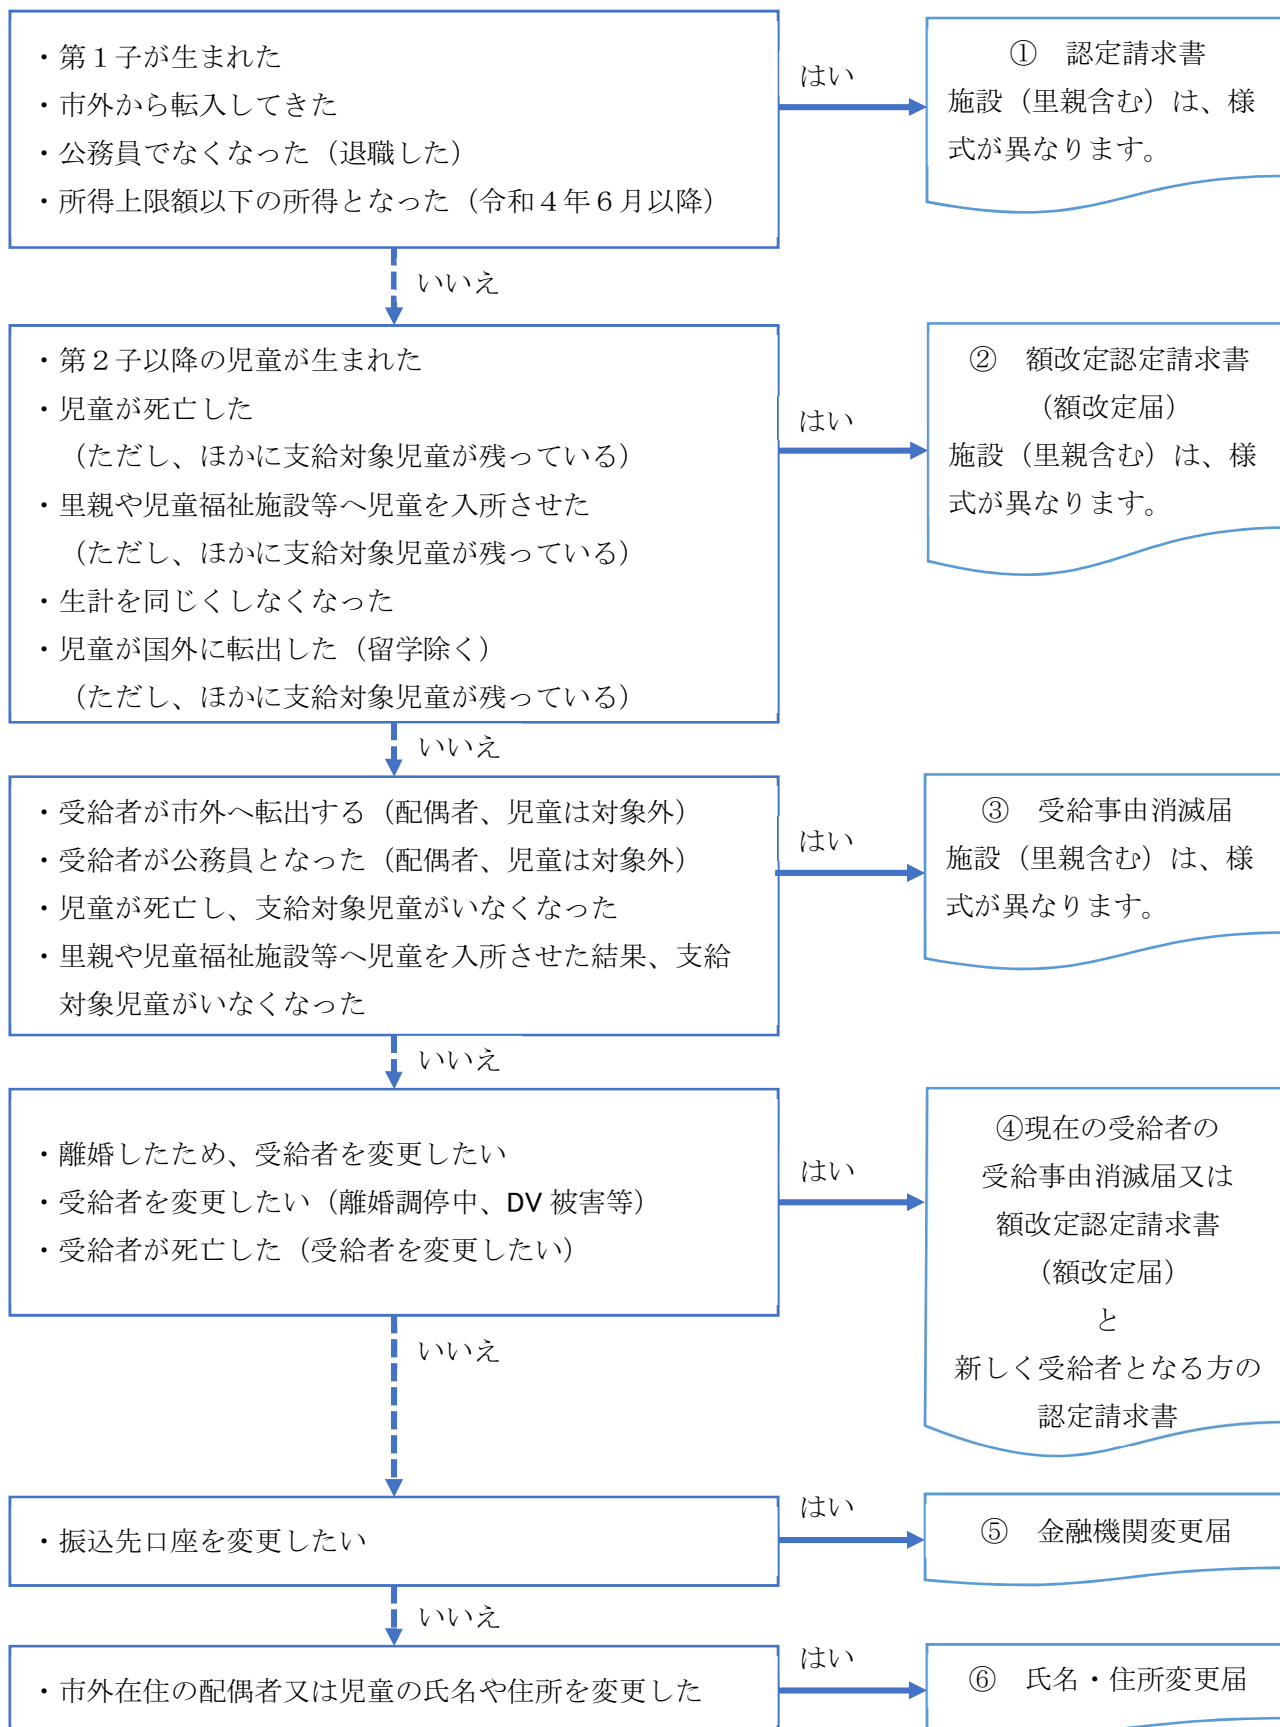 ・第１子が生まれた
・市外から転入してきた
・公務員でなくなった（退職した）
・所得上限額以下の所得となった（令和４年６月以降）
はい
①　認定請求書
施設（里親含む）は、様
式が異なります。
いいえ
・第２子以降の児童が生まれた
・児童が死亡した
（ただし、ほかに支給対象児童が残っている）
・里親や児童福祉施設等へ児童を入所させた
（ただし、ほかに支給対象児童が残っている）
・生計を同じくしなくなった
・児童が国外に転出した（留学除く）
（ただし、ほかに支給対象児童が残っている）
はい
②　額改定認定請求書
（額改定届）
施設（里親含む）は、様
式が異なります。
いいえ
・受給者が市外へ転出する（配偶者、児童は対象外）
・受給者が公務員となった（配偶者、児童は対象外）
・児童が死亡し、支給対象児童がいなくなった
・里親や児童福祉施設等へ児童を入所させた結果、支給
対象児童がいなくなった
はい
③　受給事由消滅届
施設（里親含む）は、様
式が異なります。
いいえ
・離婚したため、受給者を変更したい
・受給者を変更したい（離婚調停中、DV 被害等）
・受給者が死亡した（受給者を変更したい）
はい
④現在の受給者の
受給事由消滅届又は
額改定認定請求書
（額改定届）
と
新しく受給者となる方の
認定請求書
いいえ
・振込先口座を変更したい
はい
⑤　金融機関変更届
いいえ
・市外在住の配偶者又は児童の氏名や住所を変更した
はい
⑥　氏名・住所変更届